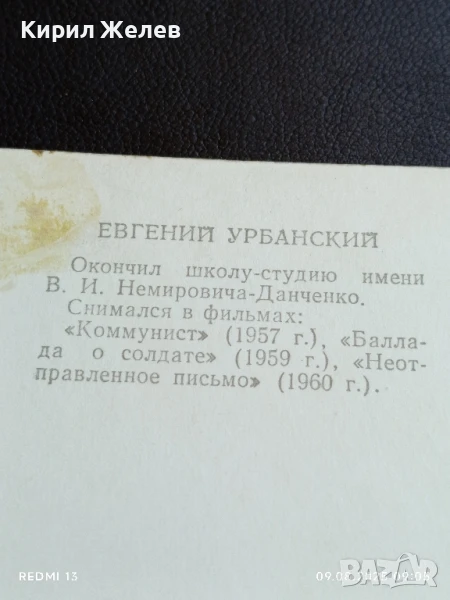 Кирил Желев
ЕВГЕНИЙ УРБАНСКИЙ
Окончил школу-студию имени
В. И. Немировича-Данченко.
Снимался в фильмах:
«Коммунист» (1957 г.), «Балла-
да о солдате» (1959 г.), «Неот-
правленное письмо» (1960 г.).
REDMI 13
BAZAR